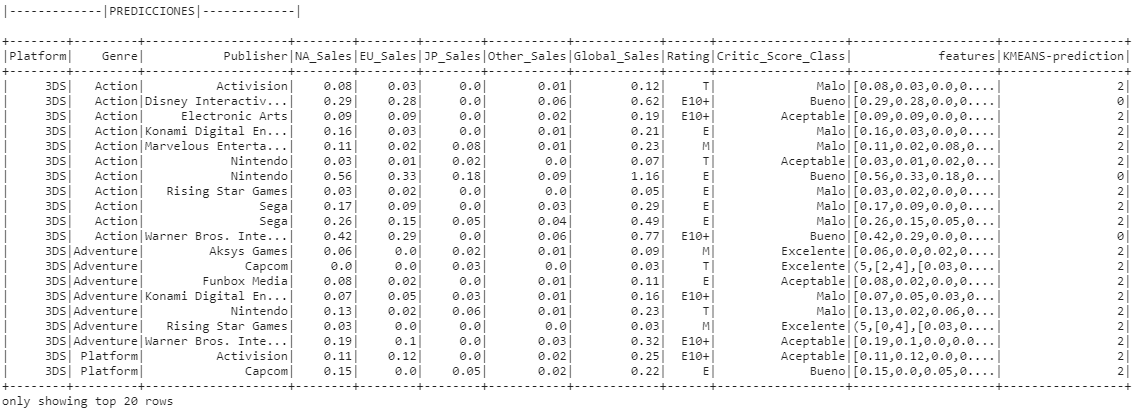 |-------------|PREDICCIONES|-------------|
+--------+---------+--------------------+--------+--------+--------+-----------+------------+------+------------------+--------------------+-----------------+
|Platform|    Genre|           Publisher|NA_Sales|EU_Sales|JP_Sales|Other_Sales|Global_Sales|Rating|Critic_Score_Class|            features|KMEANS-prediction|
+--------+---------+--------------------+--------+--------+--------+-----------+------------+------+------------------+--------------------+-----------------+
|     3DS|   Action|          Activision|    0.08|    0.03|     0.0|       0.01|        0.12|     T|              Malo|[0.08,0.03,0.0,0....|                2|
|     3DS|   Action|Disney Interactiv...|    0.29|    0.28|     0.0|       0.06|        0.62|  E10+|             Bueno|[0.29,0.28,0.0,0....|                0|
|     3DS|   Action|     Electronic Arts|    0.09|    0.09|     0.0|       0.02|        0.19|  E10+|         Aceptable|[0.09,0.09,0.0,0....|                2|
|     3DS|   Action|Konami Digital En...|    0.16|    0.03|     0.0|       0.01|        0.21|     E|              Malo|[0.16,0.03,0.0,0....|                2|
|     3DS|   Action|Marvelous Enterta...|    0.11|    0.02|    0.08|       0.01|        0.23|     M|              Malo|[0.11,0.02,0.08,0...|                2|
|     3DS|   Action|            Nintendo|    0.03|    0.01|    0.02|        0.0|        0.07|     T|         Aceptable|[0.03,0.01,0.02,0...|                2|
|     3DS|   Action|            Nintendo|    0.56|    0.33|    0.18|       0.09|        1.16|     E|             Bueno|[0.56,0.33,0.18,0...|                0|
|     3DS|   Action|   Rising Star Games|    0.03|    0.02|     0.0|        0.0|        0.05|     E|              Malo|[0.03,0.02,0.0,0....|                2|
|     3DS|   Action|                Sega|    0.17|    0.09|     0.0|       0.03|        0.29|     E|              Malo|[0.17,0.09,0.0,0....|                2|
|     3DS|   Action|                Sega|    0.26|    0.15|    0.05|       0.04|        0.49|     E|              Malo|[0.26,0.15,0.05,0...|                2|
|     3DS|   Action|Warner Bros. Inte...|    0.42|    0.29|     0.0|       0.06|        0.77|  E10+|             Bueno|[0.42,0.29,0.0,0....|                0|
|     3DS|Adventure|         Aksys Games|    0.06|     0.0|    0.02|       0.01|        0.09|     M|         Excelente|[0.06,0.0,0.02,0....|                2|
|     3DS|Adventure|              Capcom|     0.0|     0.0|    0.03|        0.0|        0.03|     T|         Excelente|(5,[2,4],[0.03,0....|                2|
|     3DS|Adventure|        Funbox Media|    0.08|    0.02|     0.0|       0.01|        0.11|     E|         Aceptable|[0.08,0.02,0.0,0....|                2|
|     3DS|Adventure|Konami Digital En...|    0.07|    0.05|    0.03|       0.01|        0.16|  E10+|              Malo|[0.07,0.05,0.03,0...|                2|
|     3DS|Adventure|            Nintendo|    0.13|    0.02|    0.06|       0.01|        0.23|     T|              Malo|[0.13,0.02,0.06,0...|                2|
|     3DS|Adventure|   Rising Star Games|    0.03|     0.0|     0.0|        0.0|        0.03|     M|         Excelente|(5,[0,4],[0.03,0....|                2|
|     3DS|Adventure|Warner Bros. Inte...|    0.19|     0.1|     0.0|       0.03|        0.32|  E10+|         Aceptable|[0.19,0.1,0.0,0.0...|                2|
|     3DS| Platform|          Activision|    0.11|    0.12|     0.0|       0.02|        0.25|  E10+|         Aceptable|[0.11,0.12,0.0,0....|                2|
|     3DS| Platform|              Capcom|    0.15|     0.0|    0.05|       0.02|        0.22|     E|             Bueno|[0.15,0.0,0.05,0....|                2|
+--------+---------+--------------------+--------+--------+--------+-----------+------------+------+------------------+--------------------+-----------------+
only showing top 20 rows